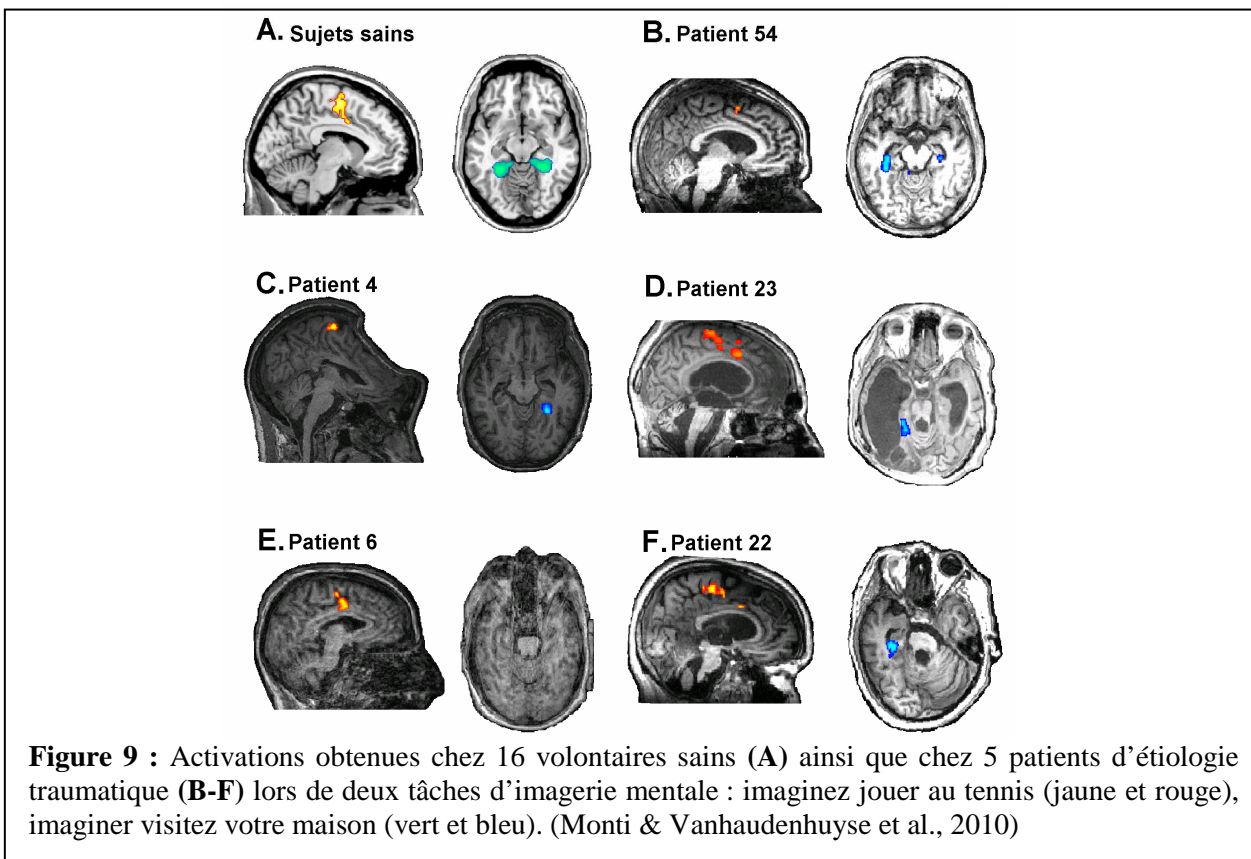 A. Sujets sains
B. Patient 54
C. Patient 4
D. Patient 23
E. Patient 6
F. Patient 22
Figure 9 : Activations obtenues chez 16 volontaires sains (A) ainsi que chez 5 patients d'étiologie
traumatique (B-F) lors de deux tâches d'imagerie mentale : imaginez jouer au tennis (jaune et rouge),
imaginer visitez votre maison (vert et bleu). (Monti & Vanhaudenhuyse et al., 2010)